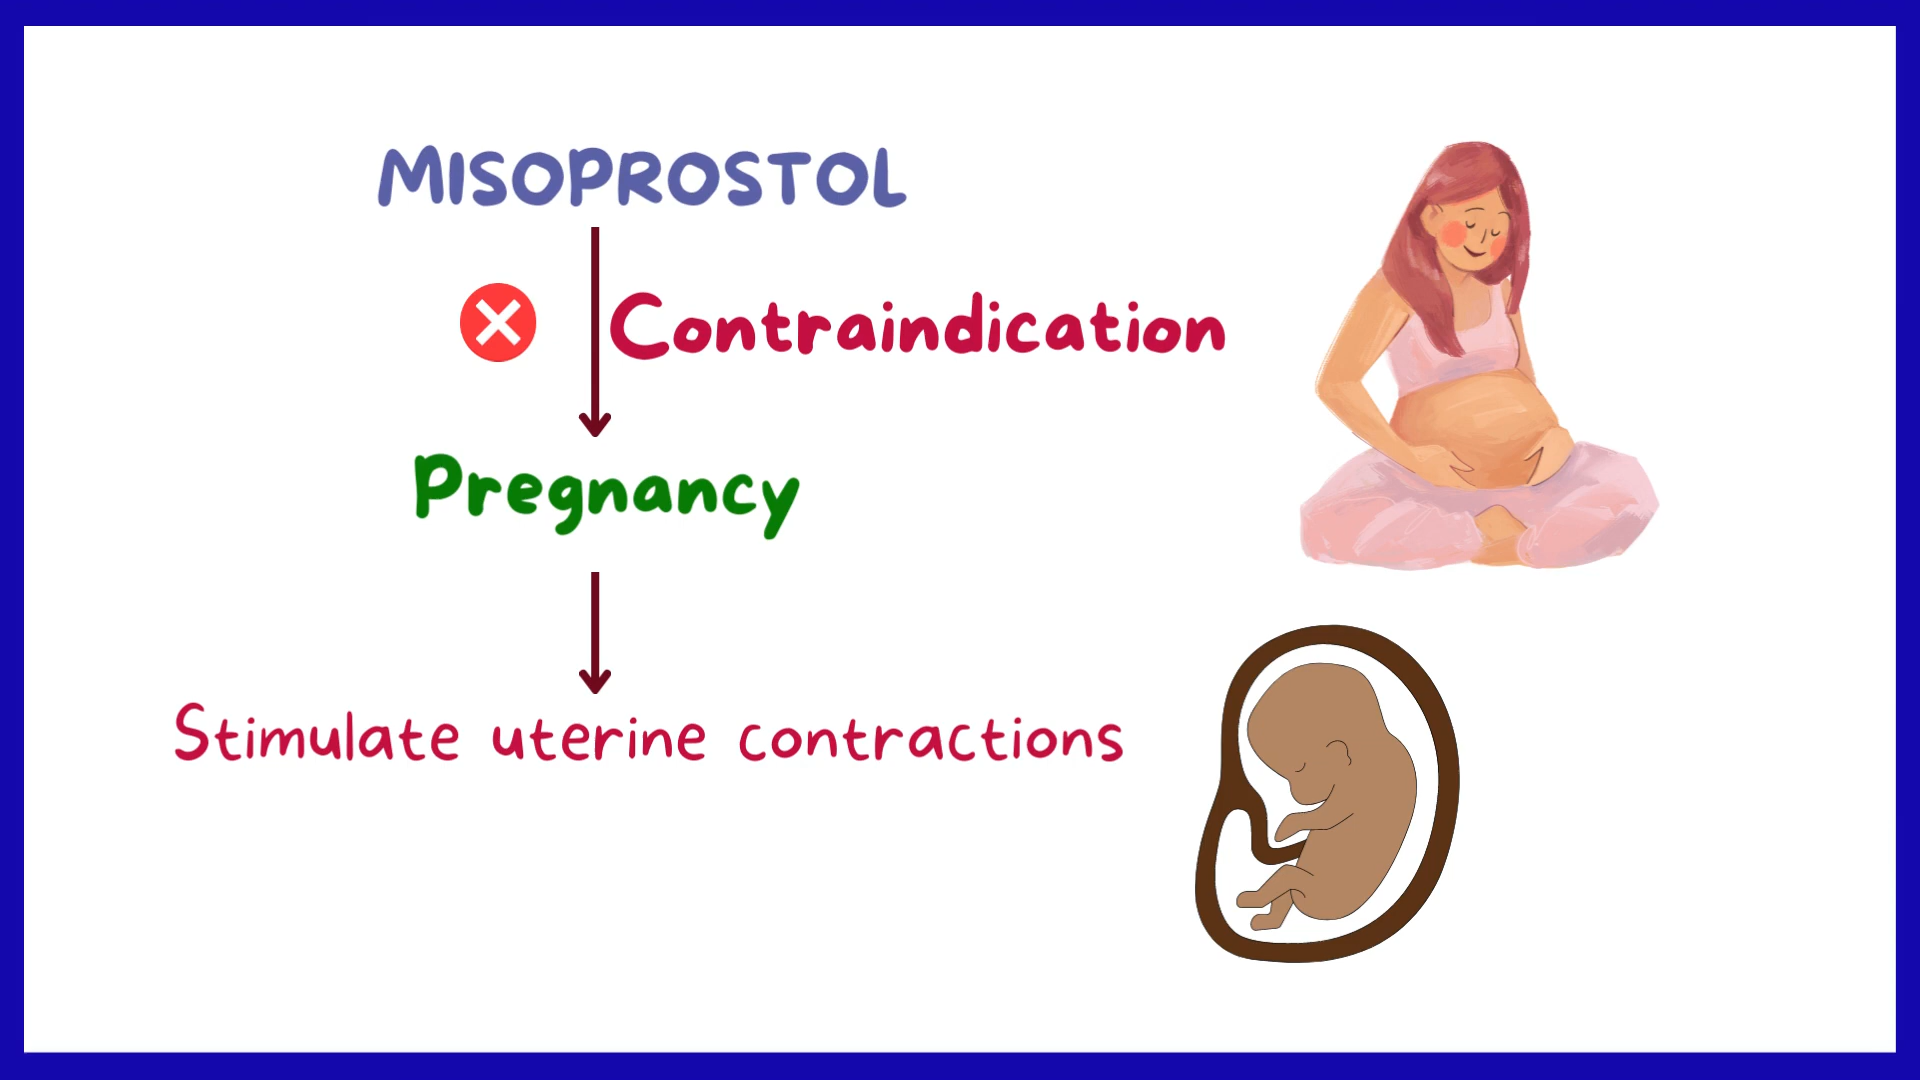 MISOPROSTOL
Contraindication
Pregnancy
Stimulate uterine contractions